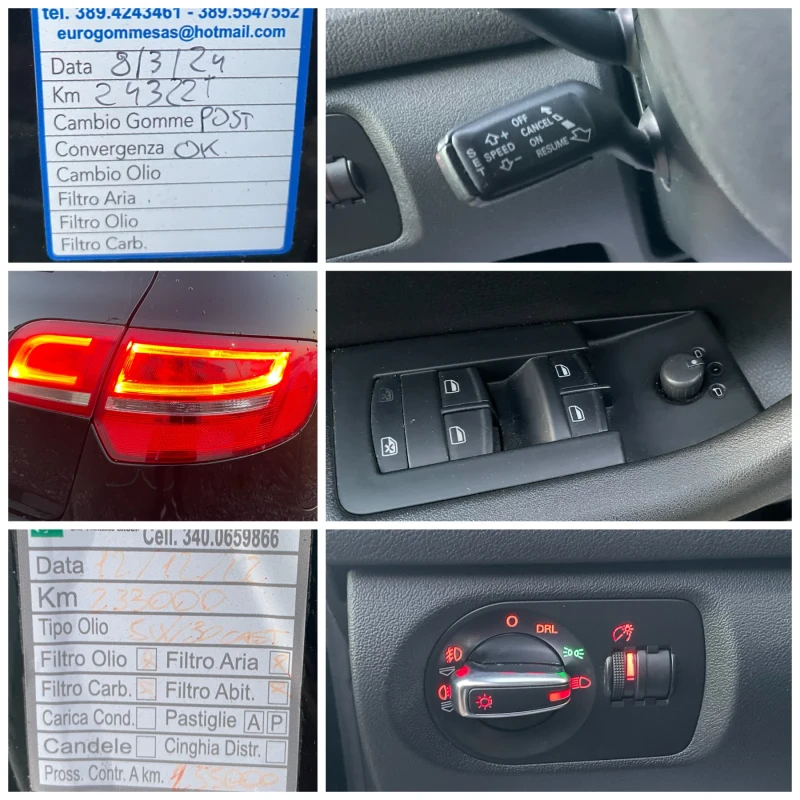 tel. 389.4243461 - 389.5547552
eurogommesas@hotmail.com
Data 8/3/24
Km
Cambio Gomme POST
Convergenza OK
Cambio Olio
Filtro Aria
Filtro Olio
Filtro Carb.
OFF
CANCEL
SPEED
ON
RESUME
SET
Cell. 340.0659866
Data
Km 233000
Tipo Olio
Filtro Olio Filtro Aria
Filtro Carb. Filtro Abit.
Carica Cond. Pastiglie A P
Candele Cinghia Distr.
Pross. Contr. A km.
O
DRL